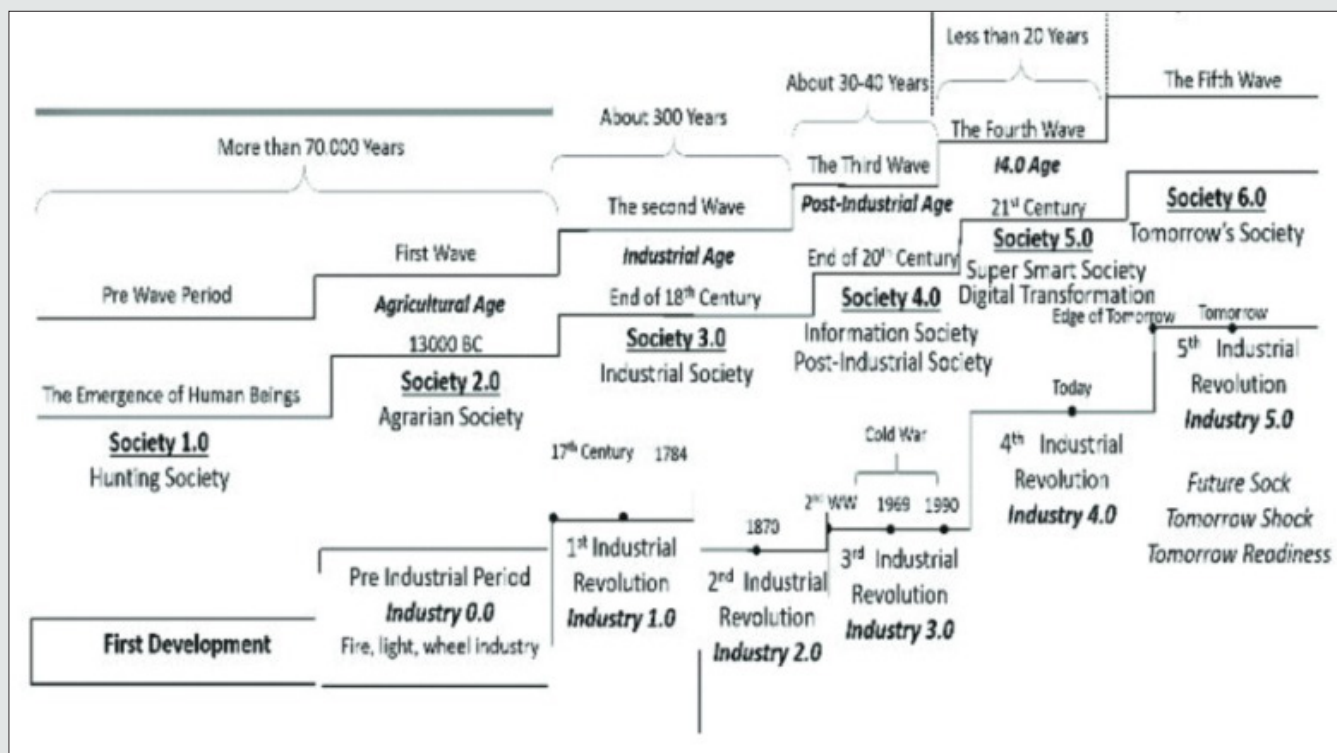 Less than 20 Years
About 30-40 Years
The Fifth Wave
About 300 Years
More than 70.000 Years
The Fourth Wave
I4.0 Age
The Third Wave
Post-Industrial Age
21st Century
Society 6.0
Tomorrow's Society
The second Wave
Industrial Age
First Wave
Agricultural Age
Pre Wave Period
End of 20th Century
Society 5.0
Super Smart Society
Digital Transformation
End of 18th Century
Society 4.0
Information Society
Post-Industrial Society
13000 BC
Society 3.0
Industrial Society
Society 2.0
Agrarian Society
The Emergence of Human Beings
Society 1.0
Hunting Society
Edge of Tomorrow
Tomorrow
5th Industrial
Revolution
Industry 5.0
Future Sock
Tomorrow Shock
Tomorrow Readiness
Today
4th Industrial
Revolution
Industry 4.0
Cold War
2nd WW 1969 1990
3rd Industrial
Revolution
Industry 3.0
1870
2nd Industrial
Revolution
Industry 2.0
17th Century 1784
1st Industrial
Revolution
Industry 1.0
Pre Industrial Period
Industry 0.0
Fire, light, wheel industry
First Development